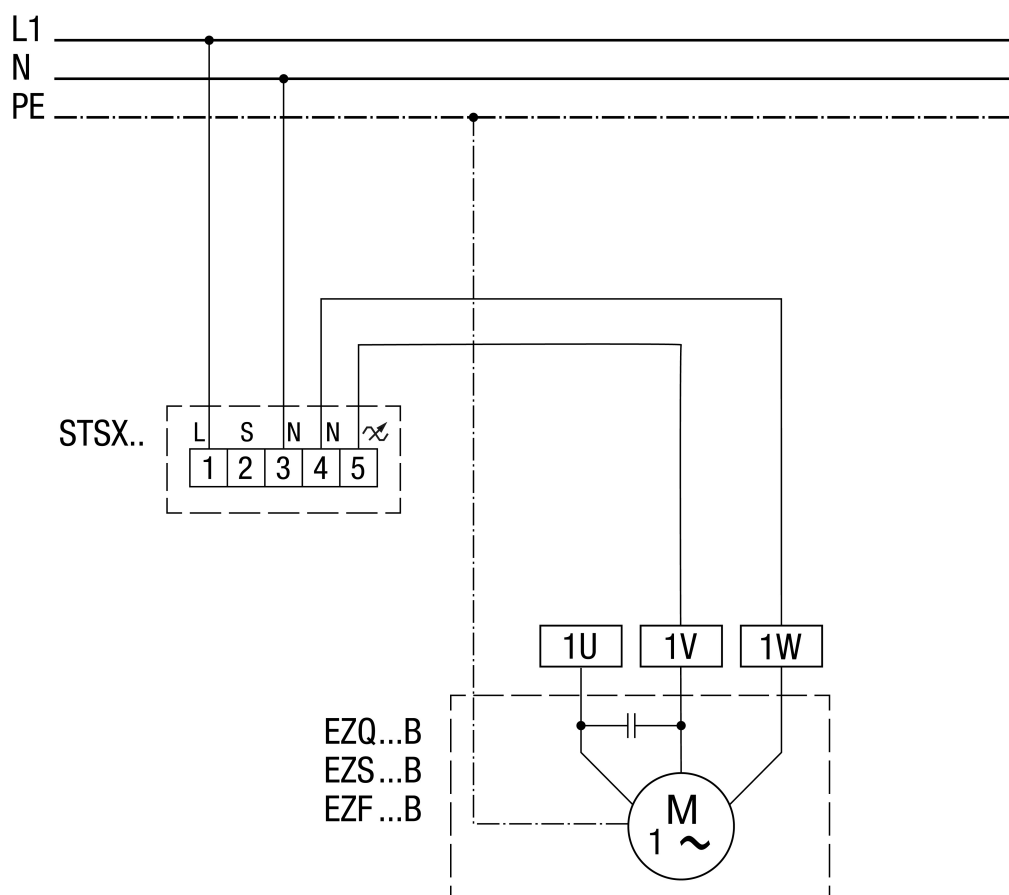 L1
N
PE
STSX..
L S N N
1 2 3 4 5
1U 1V 1W
EZQ...B
EZS...B
EZF...B
M
1 ~